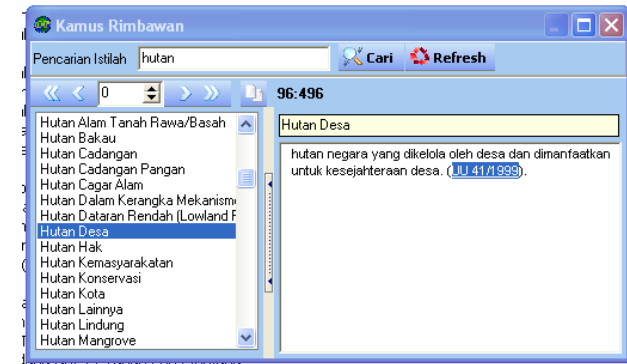 Kamus Rimbawan
Pencarian Istilah hutan Cari Refresh
0 96:496
Hutan Alam Tanah Rawa/Basah
Hutan Bakau
Hutan Cadangan
Hutan Cadangan Pangan
Hutan Cagar Alam
Hutan Dalam Kerangka Mekanism
Hutan Dataran Rendah (Lowland F
Hutan Desa
Hutan Hak
Hutan Kemasyarakatan
Hutan Konservasi
Hutan Kota
Hutan Lainnya
Hutan Lindung
Hutan Mangrove
Hutan Desa
hutan negara yang dikelola oleh desa dan dimanfaatkan
untuk kesejahteraan desa. (UU 41/1999).